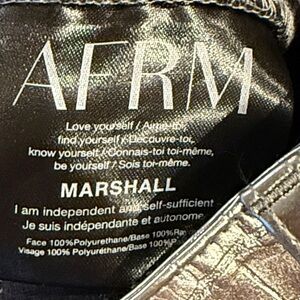 AFRM
Love yourself / Aime-toi
find yourself / Découvre-toi,
know yourself / Connais-toi toi-même,
be yourself / Sois toi-même.
MARSHALL
I am independent and self-sufficient
Je suis indépendante et autonome
Face 100% Polyurethane/Base 100%
Visage 100% Polyurethane/Base 100%